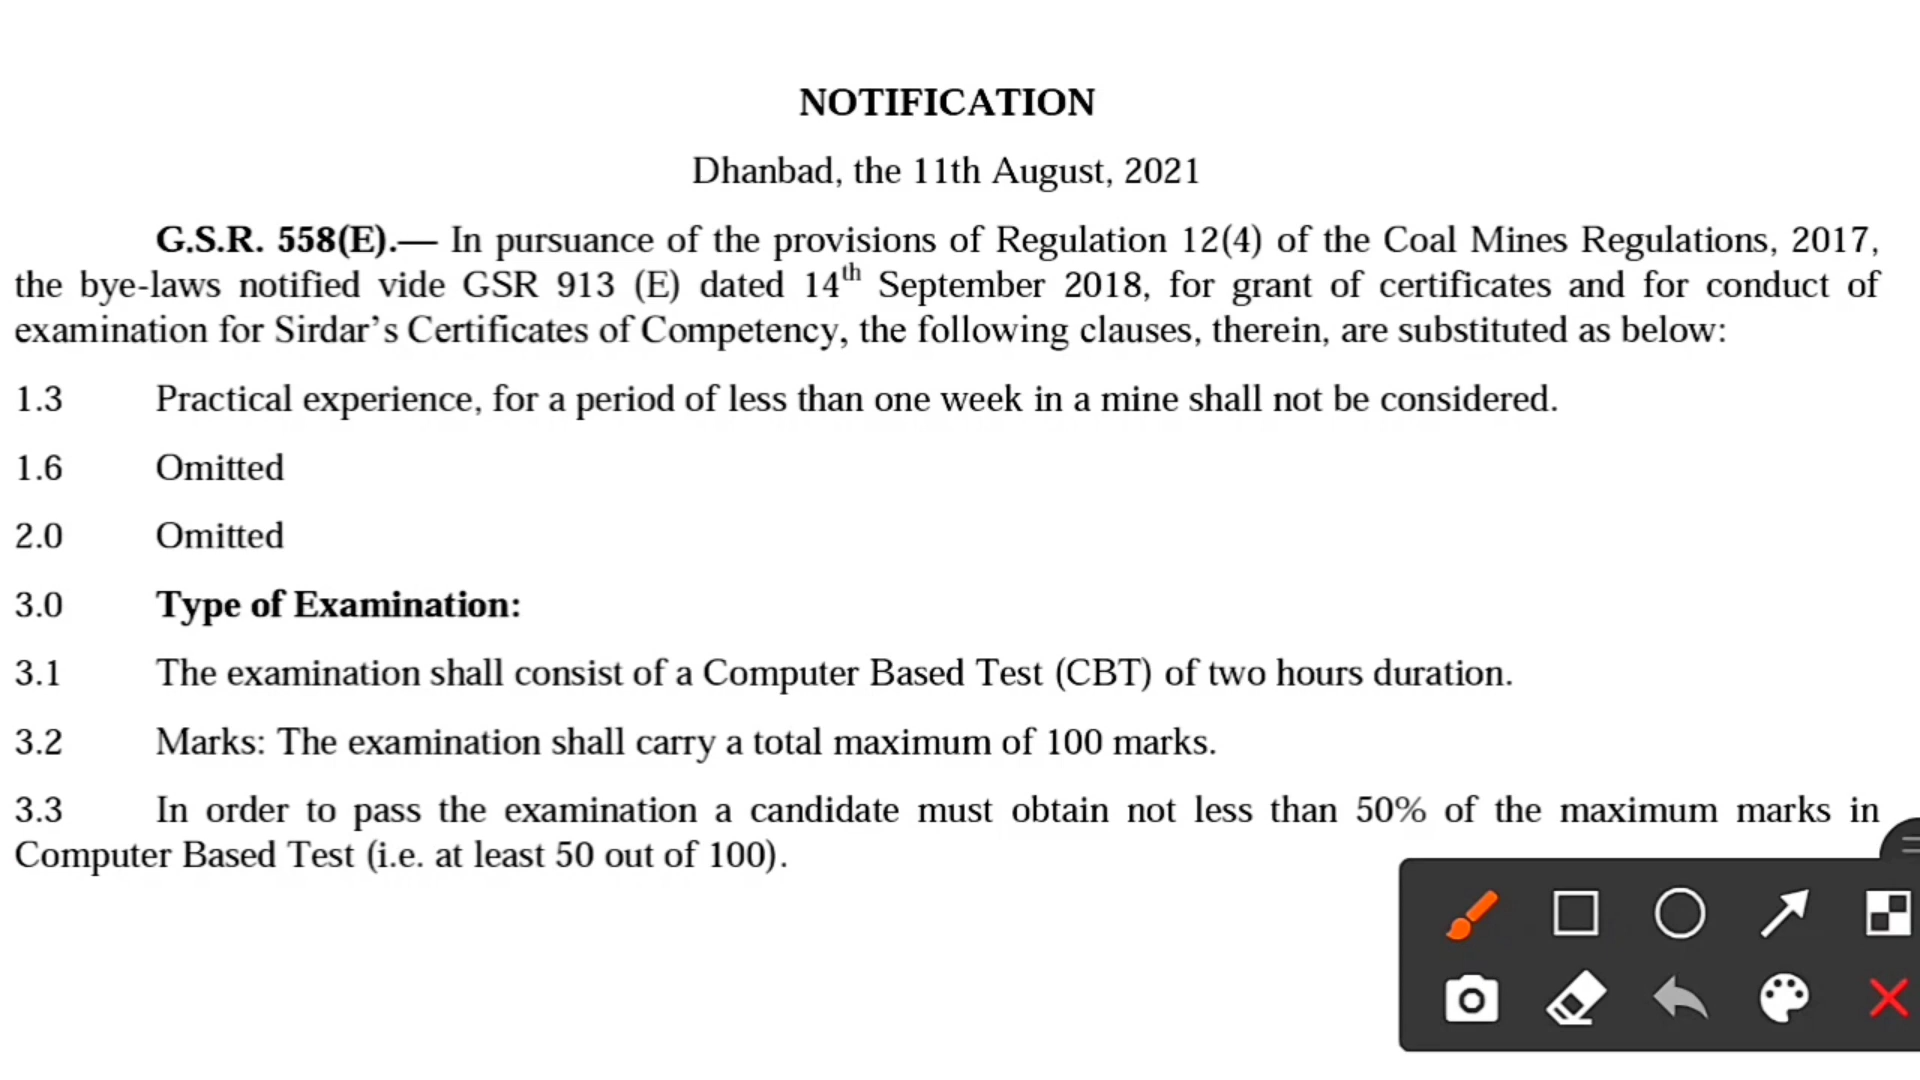 NOTIFICATION
Dhanbad, the 11th August, 2021
G.S.R. 558(E).— In pursuance of the provisions of Regulation 12(4) of the Coal Mines Regulations, 2017,
the bye-laws notified vide GSR 913 (E) dated 14th September 2018, for grant of certificates and for conduct of
examination for Sirdar’s Certificates of Competency, the following clauses, therein, are substituted as below:
1.3 Practical experience, for a period of less than one week in a mine shall not be considered.
1.6 Omitted
2.0 Omitted
3.0 Type of Examination:
3.1 The examination shall consist of a Computer Based Test (CBT) of two hours duration.
3.2 Marks: The examination shall carry a total maximum of 100 marks.
3.3 In order to pass the examination a candidate must obtain not less than 50% of the maximum marks in
Computer Based Test (i.e. at least 50 out of 100).